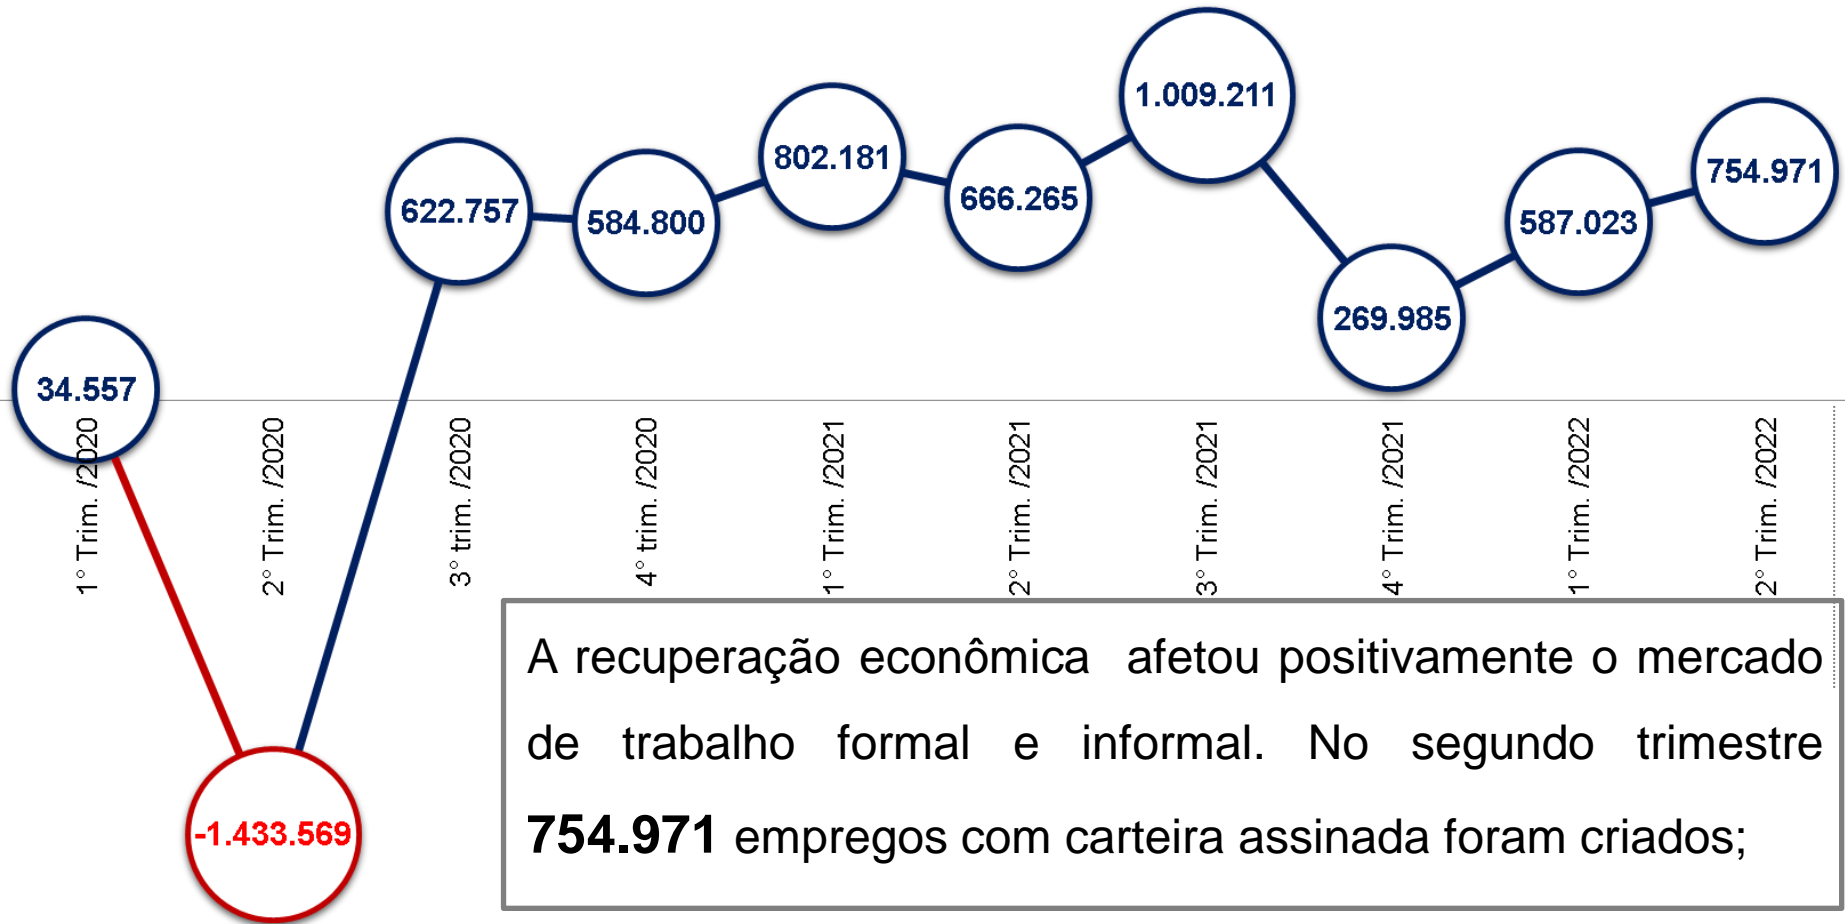 1.009.211
802.181
754.971
666.265
622.757
584.800
587.023
269.985
34.557
1° Trim. /2020
2° Trim. /2020
3° trim. /2020
4° trim. /2020
1° Trim. /2021
2° Trim. /2021
3° Trim. /2021
4° Trim. /2021
1° Trim. /2022
2° Trim. /2022
-1.433.569
A recuperação econômica afetou positivamente o mercado
de trabalho formal e informal. No segundo trimestre
754.971 empregos com carteira assinada foram criados;